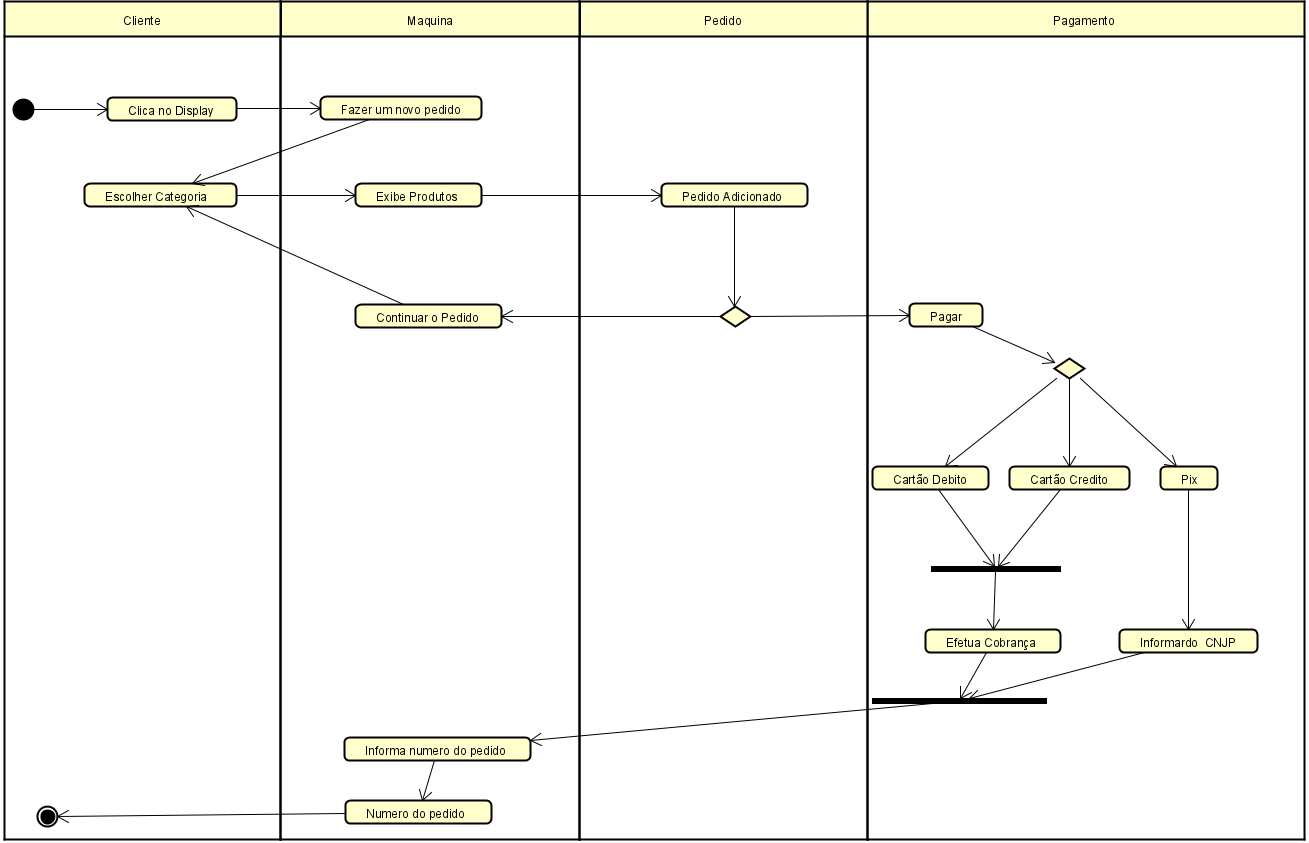 Cliente
Maquina
Pedido
Pagamento
Clica no Display
Fazer um novo pedido
Escolher Categoria
Exibe Produtos
Pedido Adicionado
Continuar o Pedido
Pagar
Cartão Debito
Cartão Credito
Pix
Efetua Cobrança
Informardo CNJP
Informa numero do pedido
Numero do pedido